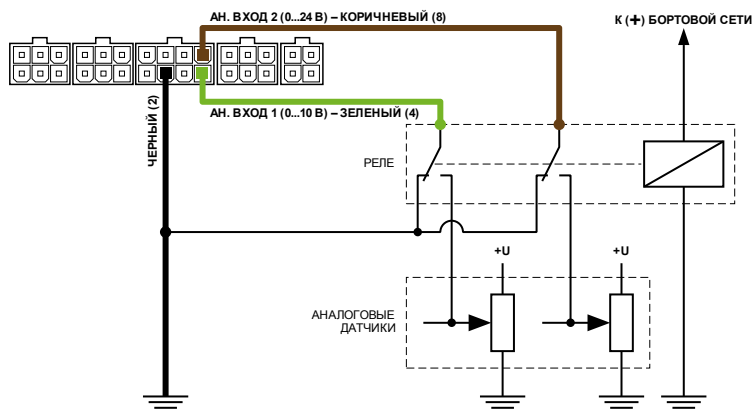 АН. ВХОД 2 (0...24 В) – КОРИЧНЕВЫЙ (8)
К (+) БОРТОВОЙ СЕТИ
АН. ВХОД 1 (0...10 В) – ЗЕЛЕНЫЙ (4)
ЧЕРНЫЙ (2)
РЕЛЕ
+U
+U
АНАЛОГОВЫЕ
ДАТЧИКИ